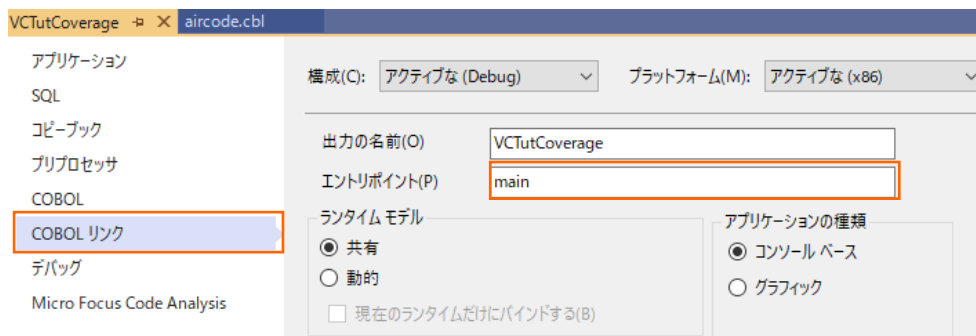 VCTutCoverage
aircode.cbl
アプリケーション
SQL
コピーブック
プリプロセッサ
COBOL
COBOL リンク
デバッグ
Micro Focus Code Analysis
構成(C): アクティブな (Debug) プラットフォーム(M): アクティブな (x86)
出力の名前(O) VCTutCoverage
エントリポイント(P) main
ランタイム モデル
共有
動的
現在のランタイムだけにバインドする(B)
アプリケーションの種類
コンソール ベース
グラフィック